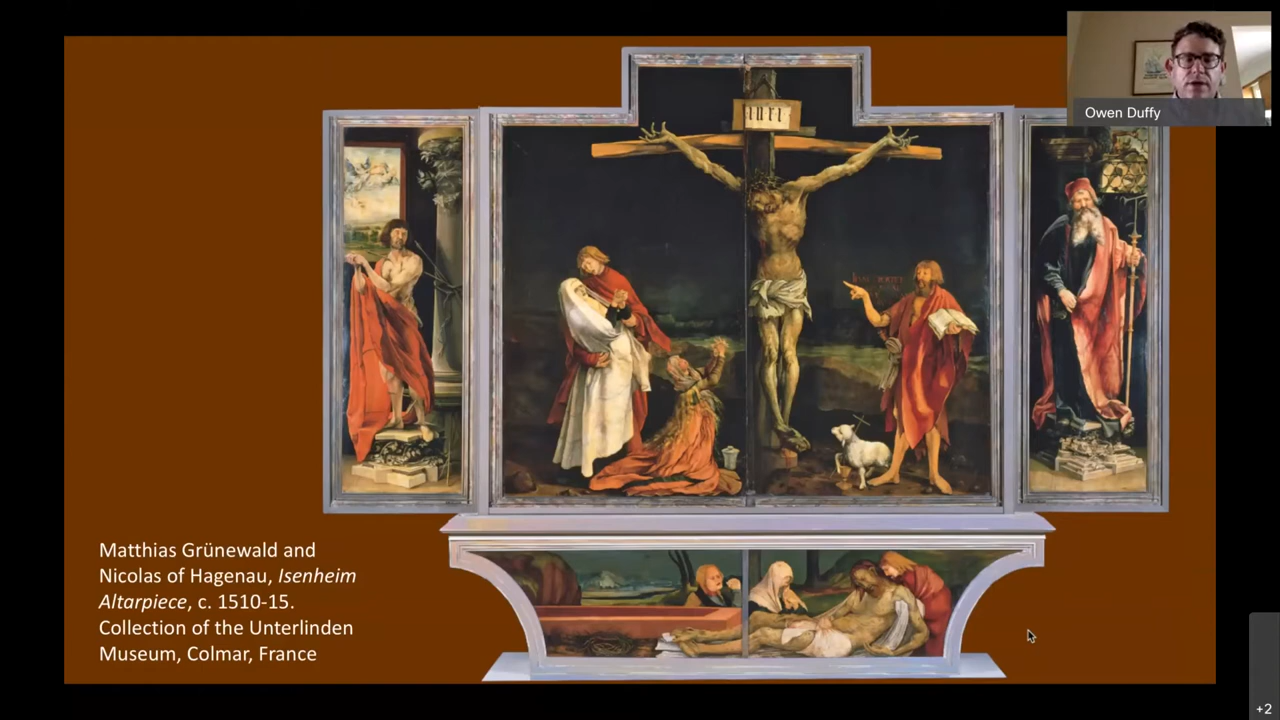 INRI
Owen Duffy
Matthias Grünewald and
Nicolas of Hagenau, Isenheim
Altarpiece, c. 1510-15.
Collection of the Unterlinden
Museum, Colmar, France
+2